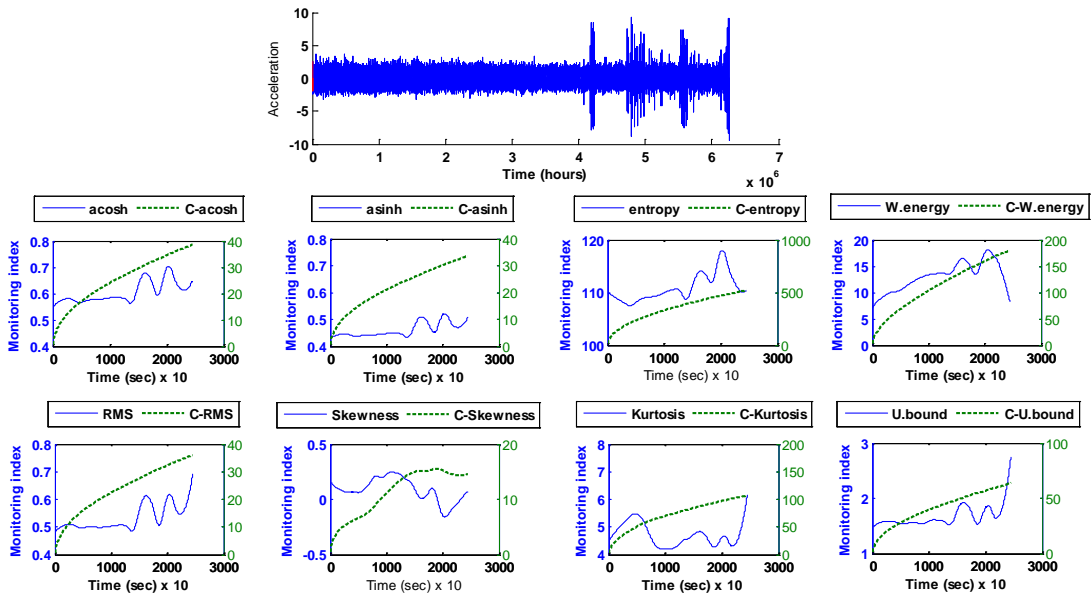 10
5
0
-5
-10
Acceleration
0 1 2 3 4 5 6 7
Time (hours)
x 10^6
acosh C-acosh
0.8
0.7
0.6
0.5
0.4
Monitoring index
40
30
20
10
0
0 1000 2000 3000
Time (sec) x 10
asinh C-asinh
0.8
0.7
0.6
0.5
0.4
Monitoring index
40
30
20
10
0
0 1000 2000 3000
Time (sec) x 10
entropy C-entropy
120
110
100
Monitoring index
1000
500
0
0 1000 2000 3000
Time (sec) x 10
W.energy C-W.energy
20
15
10
5
0
Monitoring index
200
150
100
50
0
0 1000 2000 3000
Time (sec) x 10
RMS C-RMS
0.8
0.7
0.6
0.5
0.4
Monitoring index
40
30
20
10
0
0 1000 2000 3000
Time (sec) x 10
Skewness C-Skewness
0.5
0
-0.5
Monitoring index
20
10
0
0 1000 2000 3000
Time (sec) x 10
Kurtosis C-Kurtosis
8
7
6
5
4
Monitoring index
200
150
100
50
0
0 1000 2000 3000
Time (sec) x 10
U.bound C-U.bound
3
2
1
Monitoring index
100
50
0
0 1000 2000 3000
Time (sec) x 10